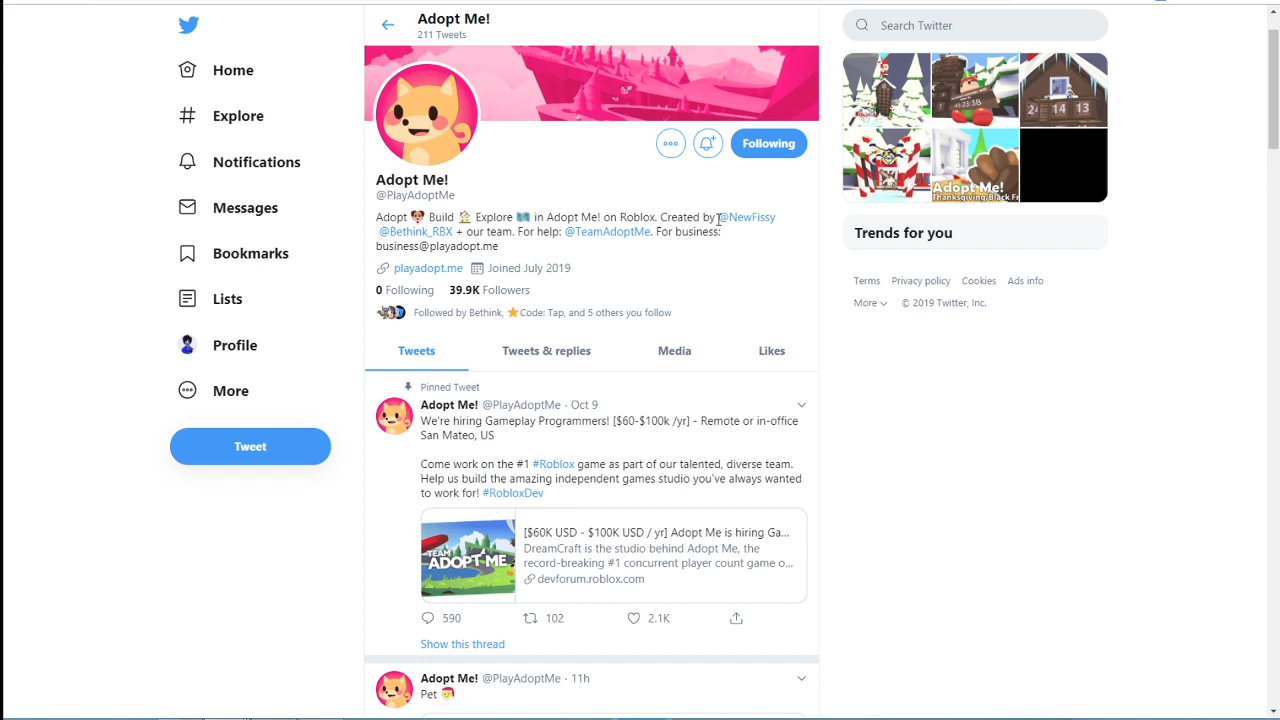 Adopt Me!
211 Tweets
Home
Explore
Notifications
Messages
Bookmarks
Lists
Profile
More
Tweet
Following
Adopt Me!
@PlayAdoptMe
Adopt 🐶 Build 🏠 Explore 🗺️ in Adopt Me! on Roblox. Created by @NewFissy
@Bethink_RBX + our team. For help: @TeamAdoptMe. For business:
business@playadopt.me
playadopt.me Joined July 2019
0 Following 39.9K Followers
Followed by Bethink, ⭐Code: Tap, and 5 others you follow
Tweets Tweets & replies Media Likes
Pinned Tweet
Adopt Me! @PlayAdoptMe · Oct 9
We're hiring Gameplay Programmers! [$60-$100k /yr] - Remote or in-office
San Mateo, US
Come work on the #1 #Roblox game as part of our talented, diverse team.
Help us build the amazing independent games studio you've always wanted
to work for! #RobloxDev
TEAM
ADOPT ME
[$60K USD - $100K USD / yr] Adopt Me is hiring Ga...
DreamCraft is the studio behind Adopt Me, the
record-breaking #1 concurrent player count game o...
devforum.roblox.com
590 102 2.1K
Show this thread
Adopt Me! @PlayAdoptMe · 11h
Pet 🎅
Search Twitter
24 14 13
Adopt Me!
Thanksgiving/Black Fr
Trends for you
Terms Privacy policy Cookies Ads info
More © 2019 Twitter, Inc.